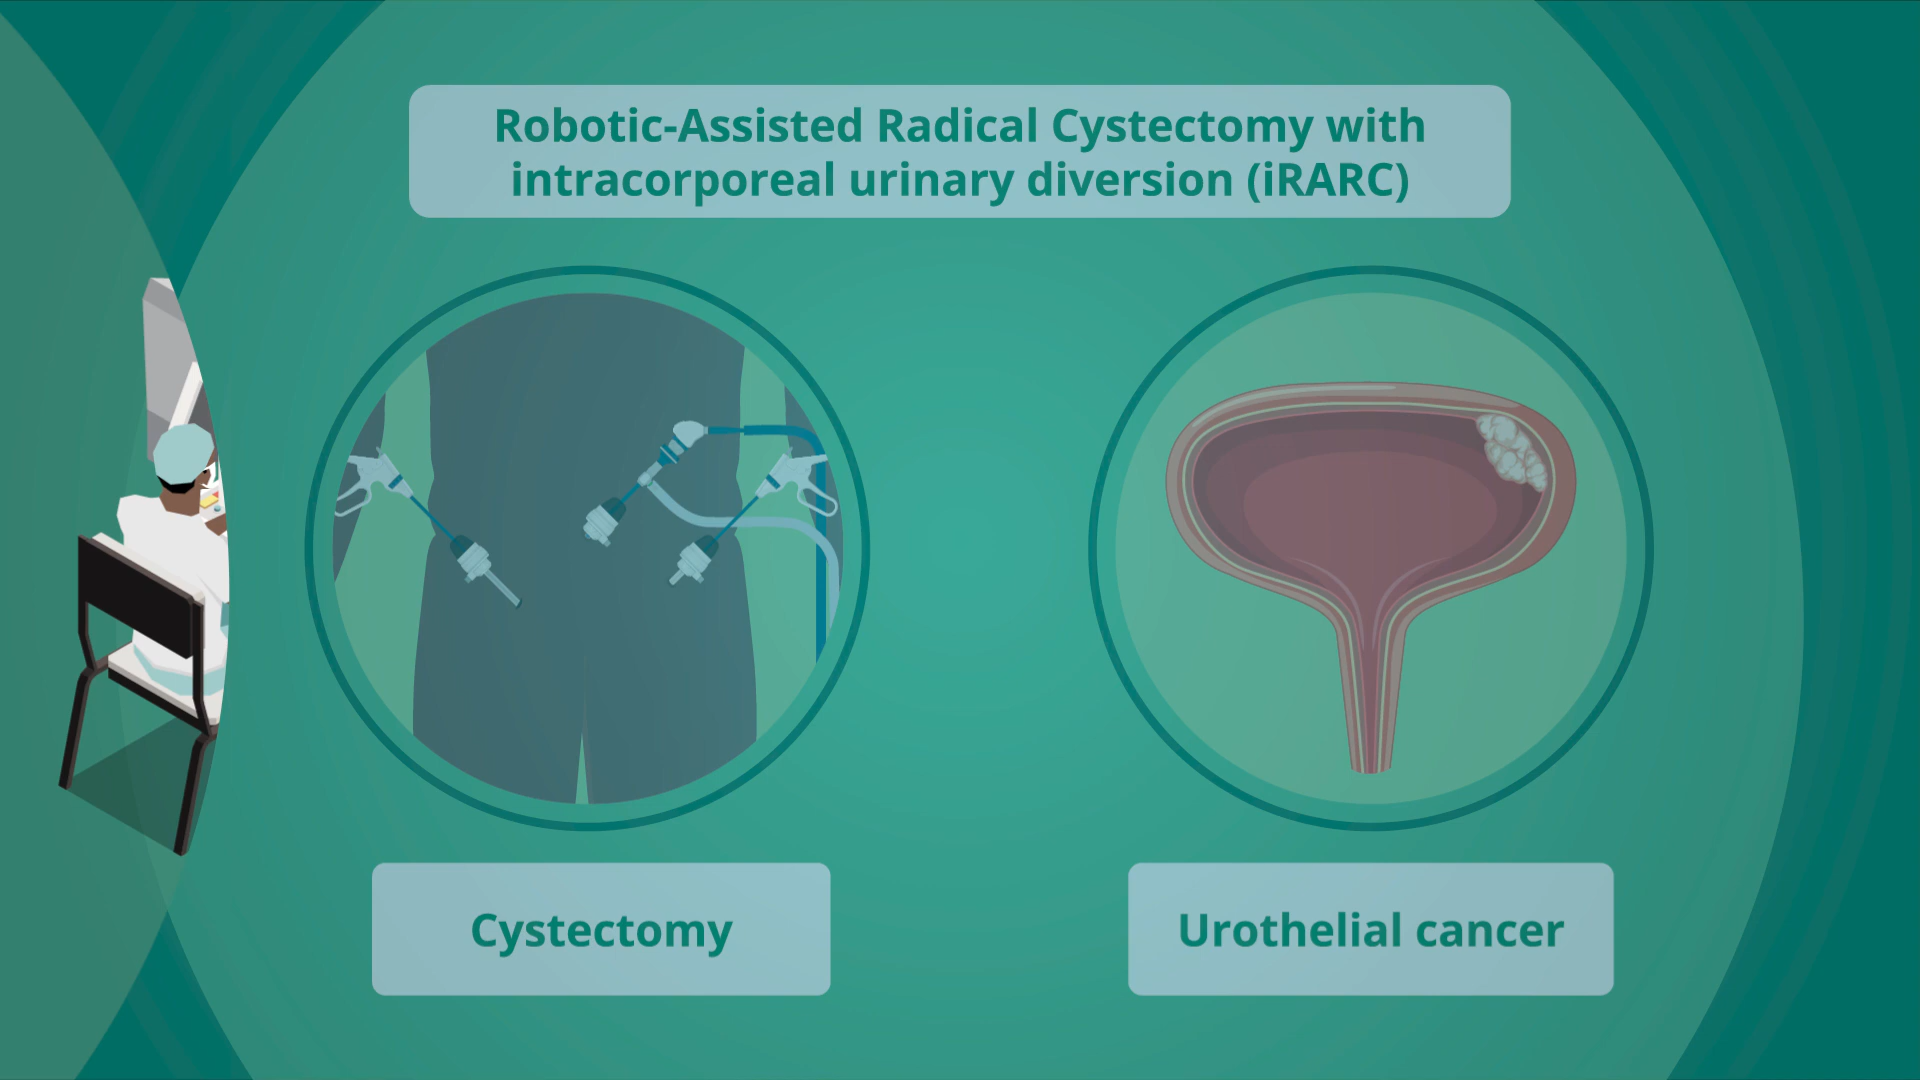 Robotic-Assisted Radical Cystectomy with
intracorporeal urinary diversion (iRARC)
Cystectomy
Urothelial cancer